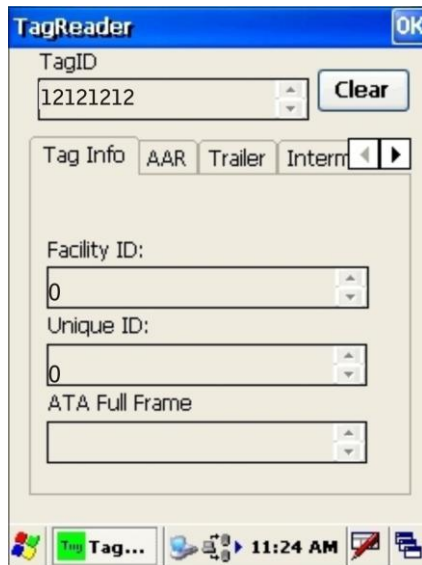 TagReader OK
TagID
12121212
Clear
Tag Info AAR Trailer Interm
Facility ID:
0
Unique ID:
0
ATA Full Frame
Tag Tag... 11:24 AM